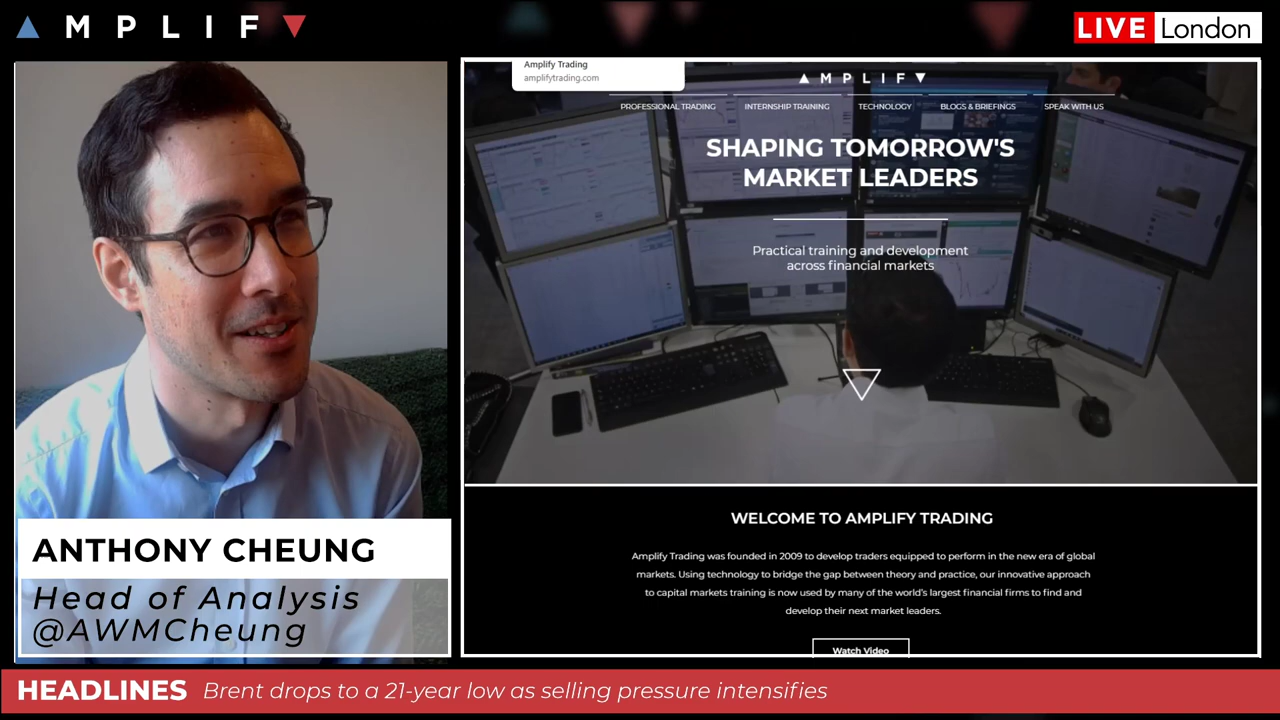 AMPLIFY
LIVE London
Amplify Trading
amplifytrading.com
AMPLIFY
PROFESSIONAL TRADING INTERNSHIP TRAINING TECHNOLOGY BLOGS & BRIEFINGS SPEAK WITH US
SHAPING TOMORROW'S
MARKET LEADERS
Practical training and development
across financial markets
WELCOME TO AMPLIFY TRADING
Amplify Trading was founded in 2009 to develop traders equipped to perform in the new era of global
markets. Using technology to bridge the gap between theory and practice, our innovative approach
to capital markets training is now used by many of the world's largest financial firms to find and
develop their next market leaders.
Watch Video
ANTHONY CHEUNG
Head of Analysis
@AWMCheung
HEADLINES Brent drops to a 21-year low as selling pressure intensifies